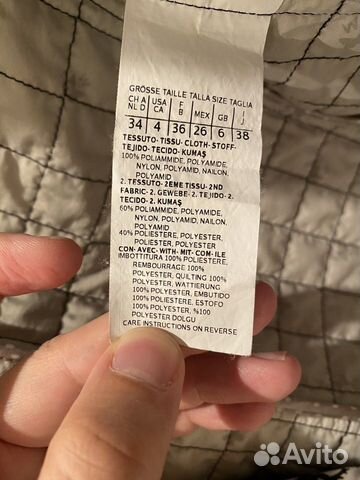 GRÖSSE TAILLE TALLA SIZE TAGLIA
CH A USA F MEX GB I
NL D CA B J
34 4 36 26 6 38
TESSUTO- TISSU- CLOTH- STOFF-
TEJIDO- TECIDO- KUMAŞ
100% POLIAMMIDE, POLYAMIDE,
NYLON, POLYAMID, NAILON,
POLYAMID
2. TESSUTO- 2EME TISSU- 2ND
FABRIC- 2. GEWEBE- 2. TEJIDO- 2.
TECIDO- 2. KUMAŞ
60% POLIAMMIDE, POLYAMIDE,
NYLON, POLYAMID, NAILON,
POLYAMID
40% POLIESTERE, POLYESTER,
POLYESTER, POLIESTER
CON- AVEC- WITH- MIT- COM- ILE
IMBOTTITURA 100% POLIESTERE,
REMBOURRAGE 100%
POLYESTER, QUILTING 100%
POLYESTER, WATTIERUNG
100% POLYESTER, EMBUTIDO
100% POLIESTER, ESTOFO
100% POLYESTER, %100
POLYESTER DOLGU
CARE INSTRUCTIONS ON REVERSE
Avito